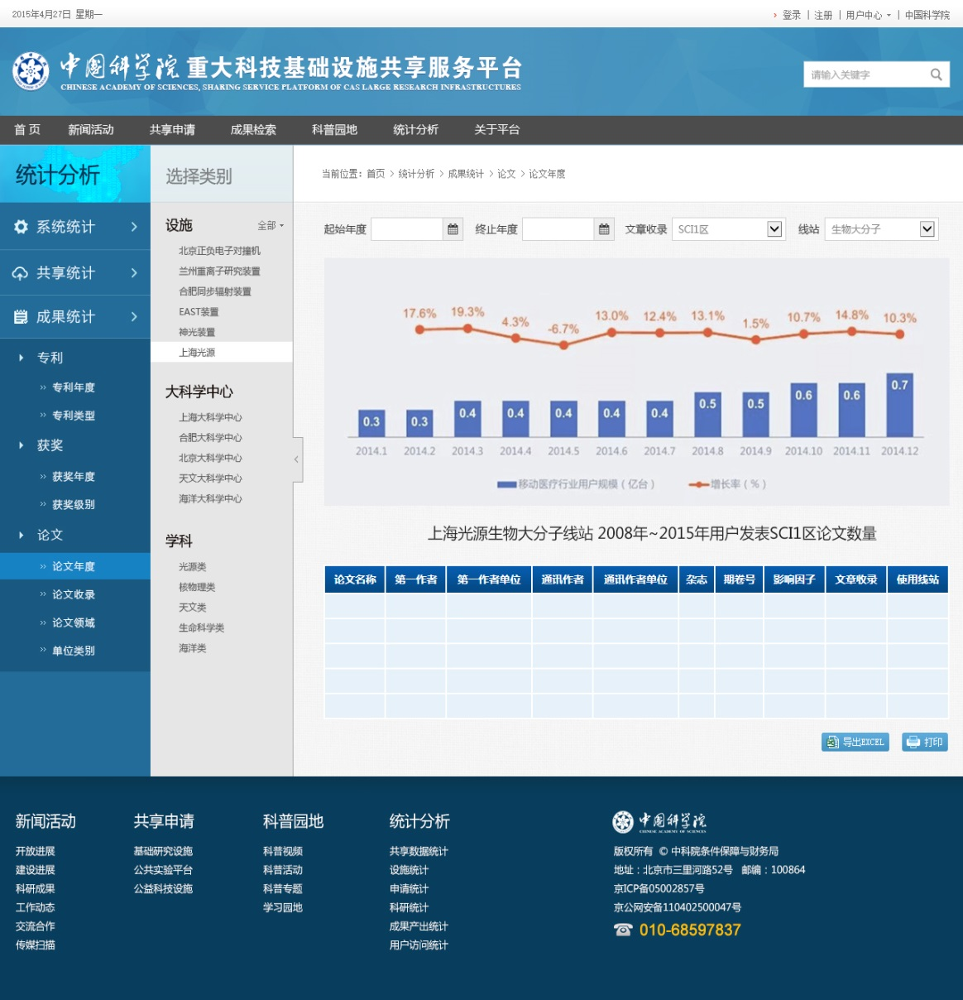 2015年4月27日 星期一
登录 | 注册 | 用户中心 | 中国科学院
中国科学院 重大科技基础设施共享服务平台
CHINESE ACADEMY OF SCIENCES, SHARING SERVICE PLATFORM OF CAS LARGE RESEARCH INFRASTRUCTURES
请输入关键字
首 页 新闻活动 共享申请 成果检索 科普园地 统计分析 关于平台
统计分析
系统统计
共享统计
成果统计
专利
专利年度
专利类型
获奖
获奖年度
获奖级别
论文
论文年度
论文收录
论文领域
单位类别
选择类别
设施 全部
北京正负电子对撞机
兰州重离子研究装置
合肥同步辐射装置
EAST装置
神光装置
上海光源
大科学中心
上海大科学中心
合肥大科学中心
北京大科学中心
天文大科学中心
海洋大科学中心
学科
光源类
核物理类
天文类
生命科学类
海洋类
当前位置：首页 > 统计分析 > 成果统计 > 论文 > 论文年度
起始年度 终止年度 文章收录 SCI1区 线站 生物大分子
17.6% 19.3% 4.3% -6.7% 13.0% 12.4% 13.1% 1.5% 10.7% 14.8% 10.3%
0.3 0.3 0.4 0.4 0.4 0.4 0.4 0.5 0.5 0.6 0.6 0.7
2014.1 2014.2 2014.3 2014.4 2014.5 2014.6 2014.7 2014.8 2014.9 2014.10 2014.11 2014.12
移动医疗行业用户规模（亿台） 增长率（%）
上海光源生物大分子线站 2008年~2015年用户发表SCI1区论文数量
论文名称 第一作者 第一作者单位 通讯作者 通讯作者单位 杂志 期卷号 影响因子 文章收录 使用线站
导出EXCEL 打印
新闻活动
开放进展
建设进展
科研成果
工作动态
交流合作
传媒扫描
共享申请
基础研究设施
公共实验平台
公益科技设施
科普园地
科普视频
科普活动
科普专题
学习园地
统计分析
共享数据统计
设施统计
申请统计
科研统计
成果产出统计
用户访问统计
中国科学院
CHINESE ACADEMY OF SCIENCES
版权所有 © 中科院条件保障与财务局
地址：北京市三里河路52号 邮编：100864
京ICP备05002857号
京公网安备110402500047号
010-68597837